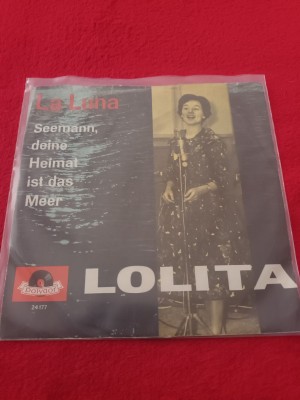 La Luna
Seemann,
deine
Heimat
ist das
Meer
LOLITA
Polydor
24 177